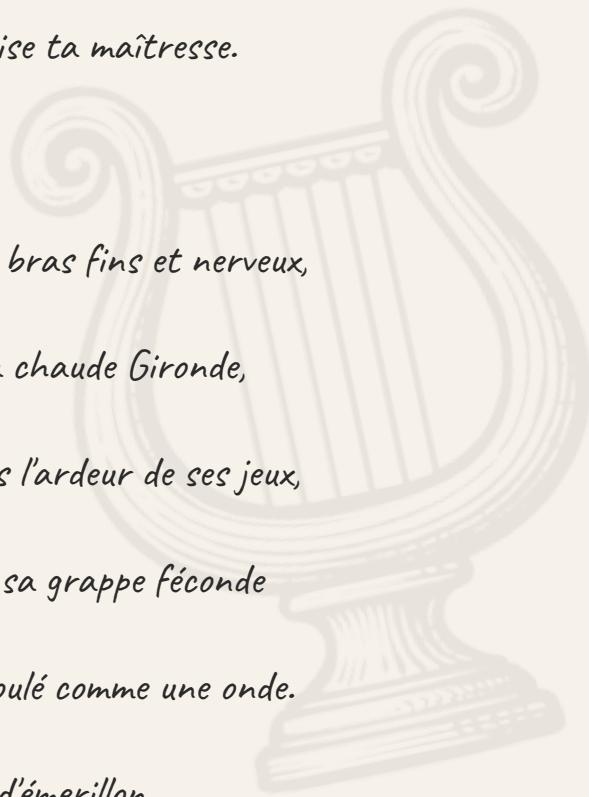 ta maîtresse.
bras fins et nerveux,
chaude Gironde,
l'ardeur de ses jeux,
sa grappe féconde
comme une onde.
d'émerillon